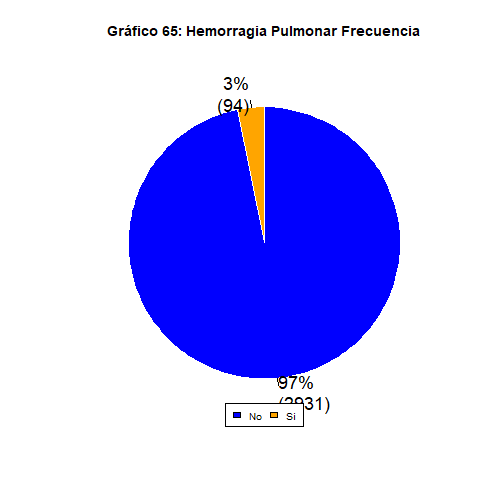 Gráfico 65: Hemorragia Pulmonar Frecuencia
3%
(94)
97%
(2931)
No Si